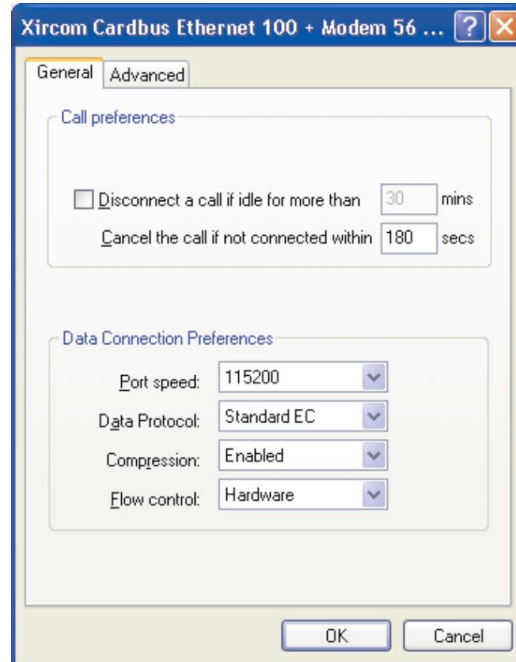 Xircom Cardbus Ethernet 100 + Modem 56 ... ?
General Advanced
Call preferences
Disconnect a call if idle for more than 30 mins
Cancel the call if not connected within 180 secs
Data Connection Preferences
Port speed: 115200
Data Protocol: Standard EC
Compression: Enabled
Flow control: Hardware
OK Cancel